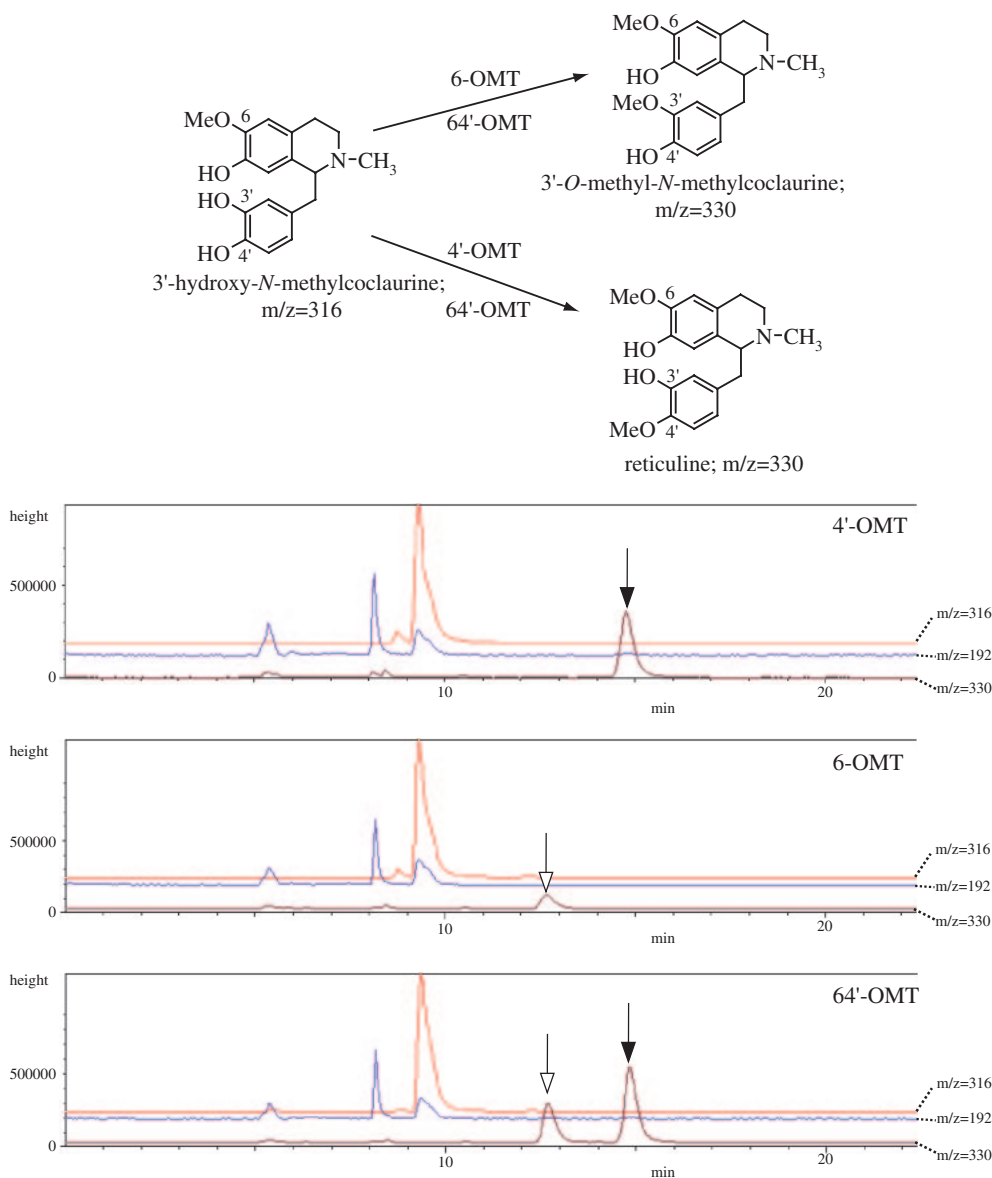 MeO
6
N
CH3
HO
MeO
3'
HO
4'
3'-O-methyl-N-methylcoclaurine;
m/z=330
6-OMT
64'-OMT
MeO
6
N
CH3
HO
HO
3'
HO
4'
3'-hydroxy-N-methylcoclaurine;
m/z=316
4'-OMT
64'-OMT
MeO
6
N
CH3
HO
HO
3'
MeO
4'
reticuline; m/z=330
height
4'-OMT
500000
m/z=316
m/z=192
0
m/z=330
10
20
min
height
6-OMT
500000
m/z=316
m/z=192
0
m/z=330
10
20
min
height
64'-OMT
500000
m/z=316
m/z=192
0
m/z=330
10
20
min